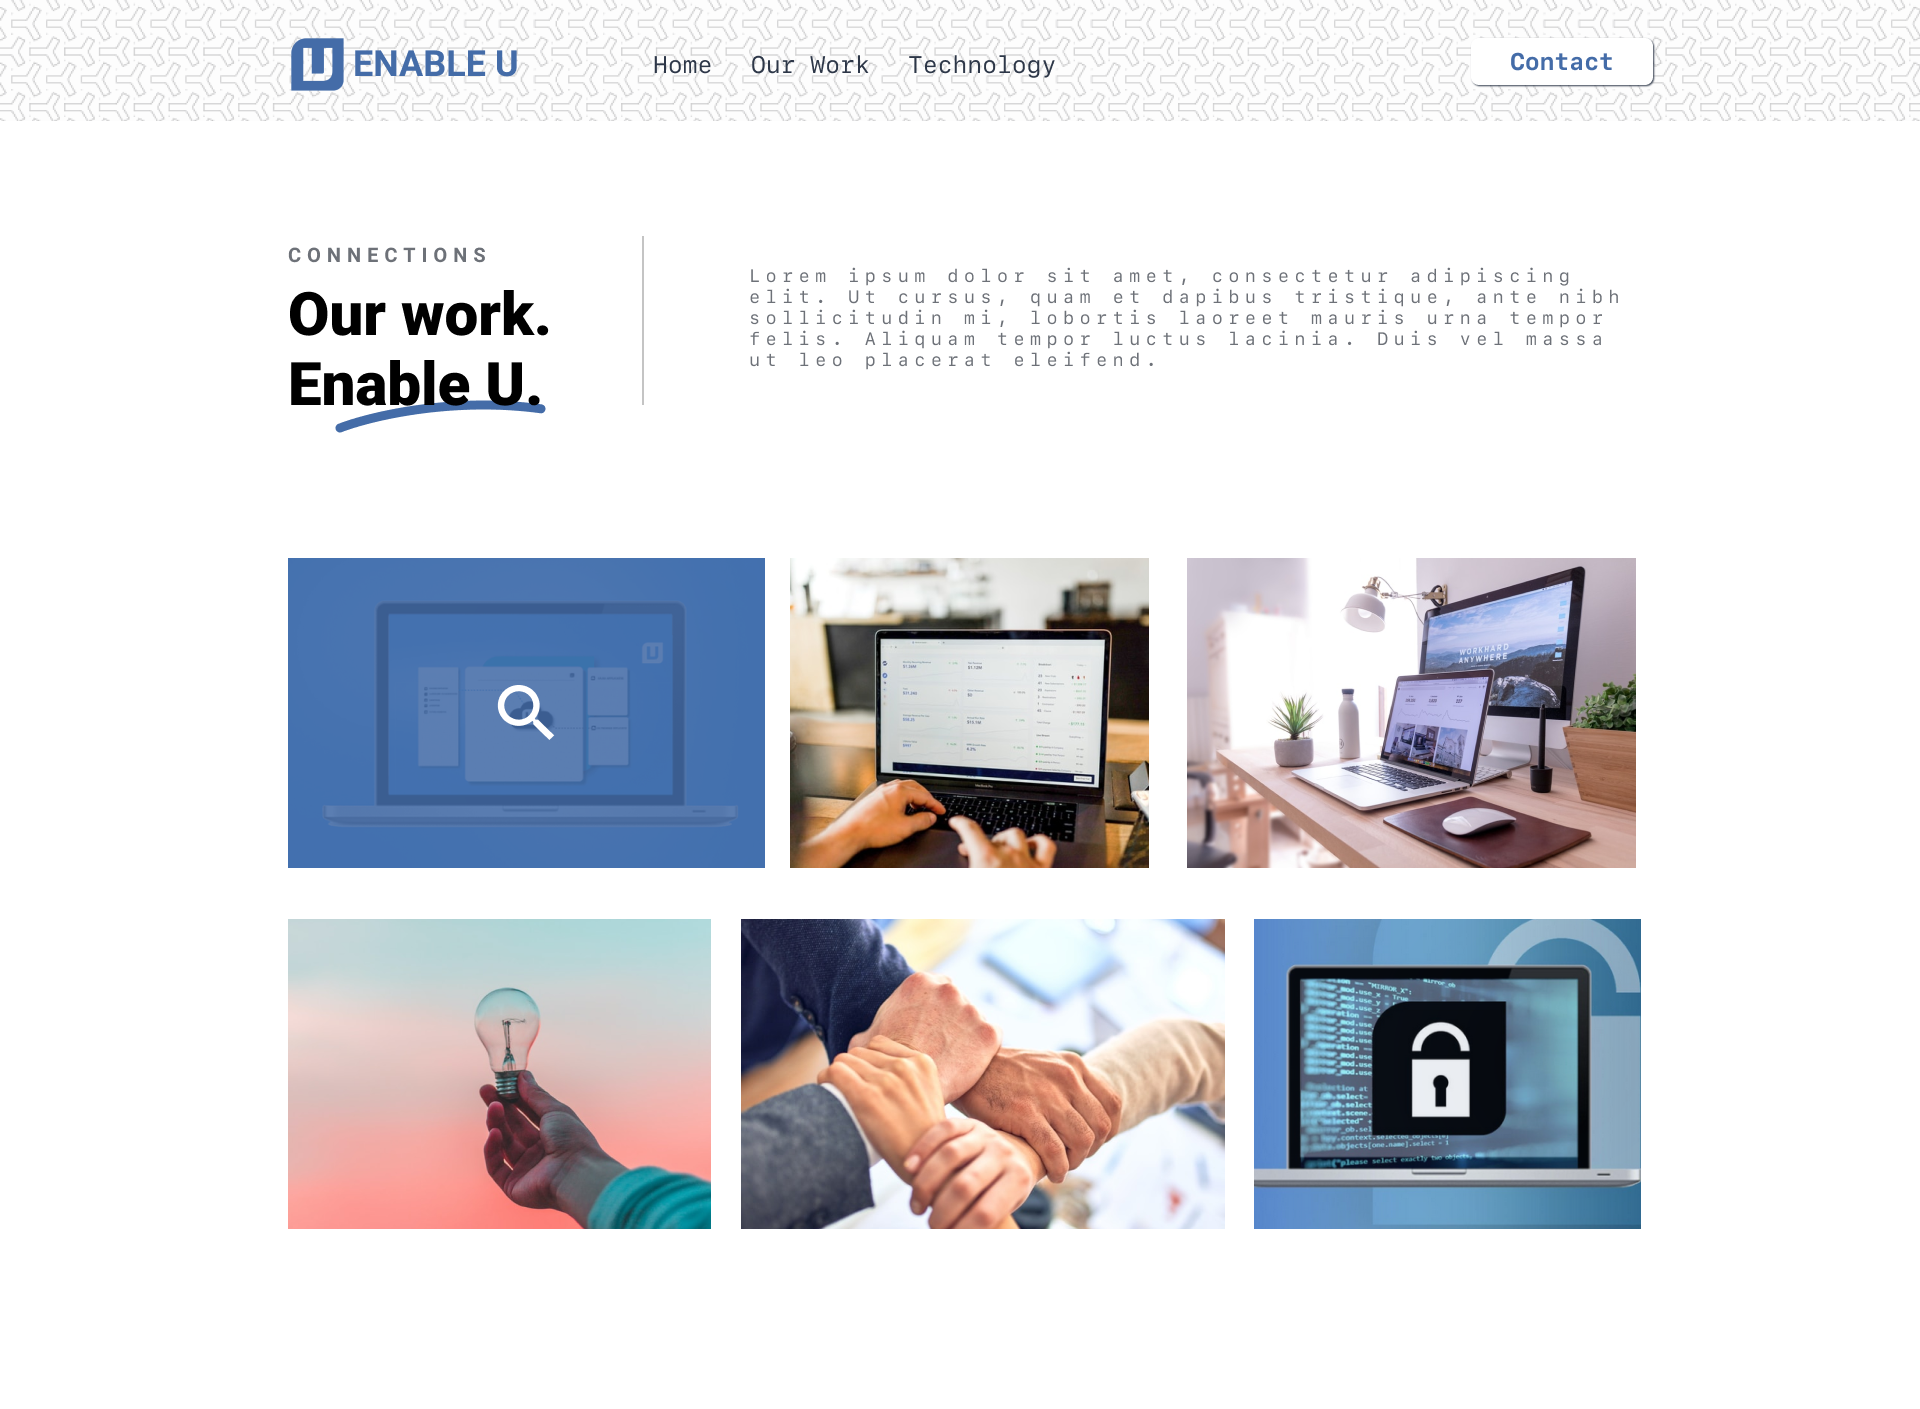 ENABLE U
Home
Our Work
Technology
Contact
CONNECTIONS
Our work.
Enable U.
Lorem ipsum dolor sit amet, consectetur adipiscing
elit. Ut cursus, quam et dapibus tristique, ante nibh
sollicitudin mi, lobortis laoreet mauris urna tempor
felis. Aliquam tempor luctus lacinia. Duis vel massa
ut leo placerat eleifend.
WORKHARD
ANYWHERE
== "MIRROR_X":